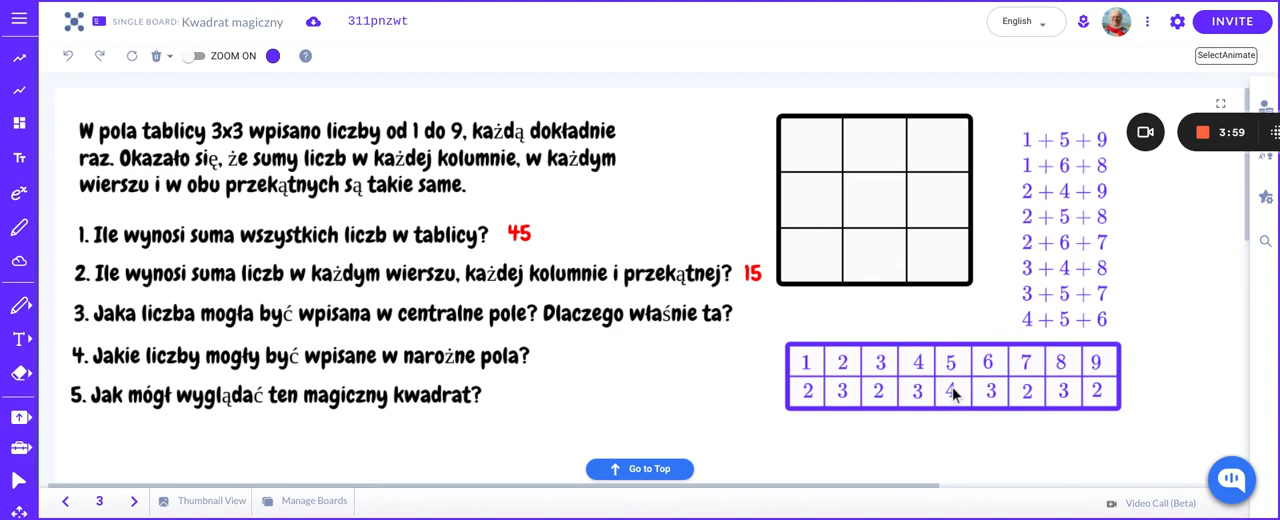 SINGLE BOARD: Kwadrat magiczny
311pnzwt
English
INVITE
ZOOM ON
SelectAnimate
3:59
W pola tablicy 3x3 wpisano liczby od 1 do 9, każdą dokładnie
raz. Okazało się, że sumy liczb w każdej kolumnie, w każdym
wierszu i w obu przekątnych są takie same.
1. Ile wynosi suma wszystkich liczb w tablicy? 45
2. Ile wynosi suma liczb w każdym wierszu, każdej kolumnie i przekątnej? 15
3. Jaka liczba mogła być wpisana w centralne pole? Dlaczego właśnie ta?
4. Jakie liczby mogły być wpisane w narożne pola?
5. Jak mógł wyglądać ten magiczny kwadrat?
1 + 5 + 9
1 + 6 + 8
2 + 4 + 9
2 + 5 + 8
2 + 6 + 7
3 + 4 + 8
3 + 5 + 7
4 + 5 + 6
1 2 3 4 5 6 7 8 9
2 3 2 3 4 3 2 3 2
Go to Top
3
Thumbnail View
Manage Boards
Video Call (Beta)